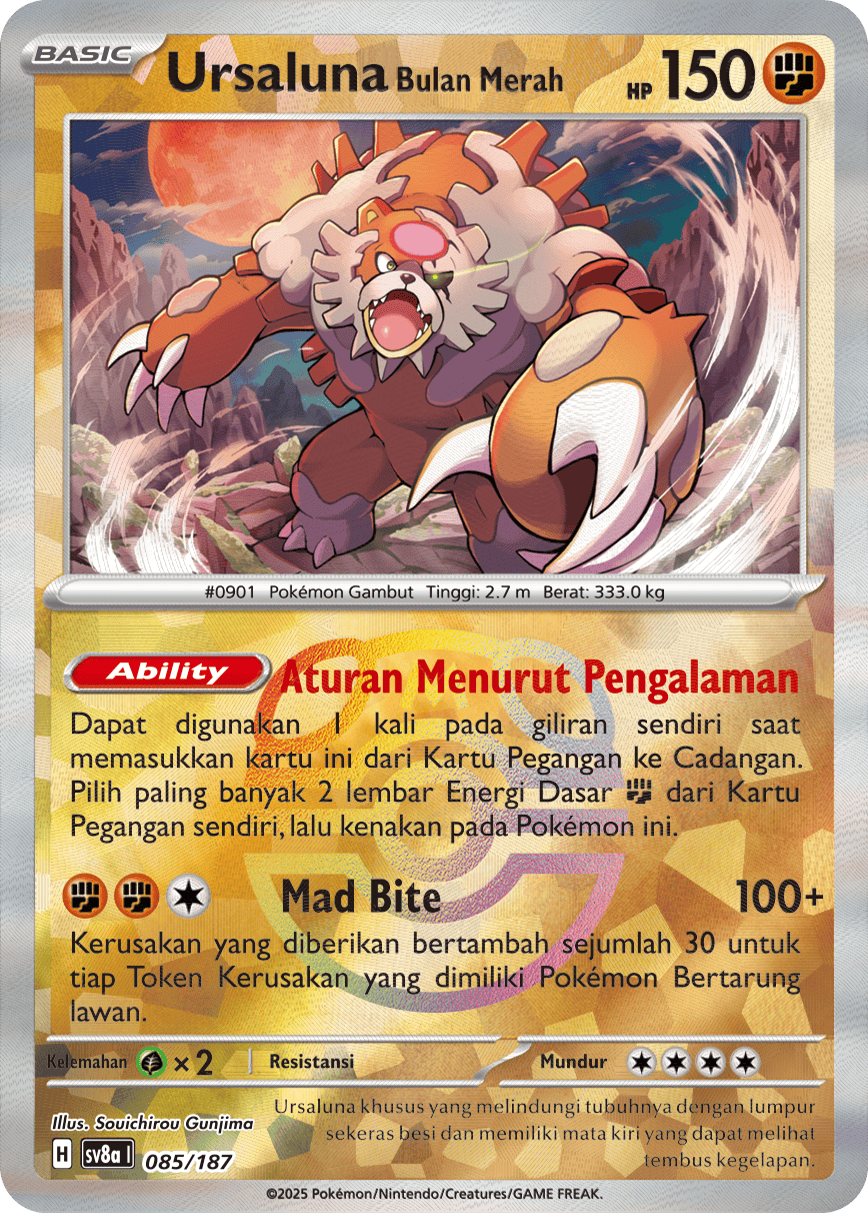 BASIC
Ursaluna Bulan Merah HP 150
#0901 Pokémon Gambut Tinggi: 2.7 m Berat: 333.0 kg
Ability Aturan Menurut Pengalaman
Dapat digunakan 1 kali pada giliran sendiri saat
memasukkan kartu ini dari Kartu Pegangan ke Cadangan.
Pilih paling banyak 2 lembar Energi Dasar dari Kartu
Pegangan sendiri, lalu kenakan pada Pokémon ini.
Mad Bite 100+
Kerusakan yang diberikan bertambah sejumlah 30 untuk
tiap Token Kerusakan yang dimiliki Pokémon Bertarung
lawan.
Kelemahan ×2 Resistansi Mundur
Illus. Souichirou Gunjima
H sv8a I 085/187
Ursaluna khusus yang melindungi tubuhnya dengan lumpur
sekeras besi dan memiliki mata kiri yang dapat melihat
tembus kegelapan.
©2025 Pokémon/Nintendo/Creatures/GAME FREAK.